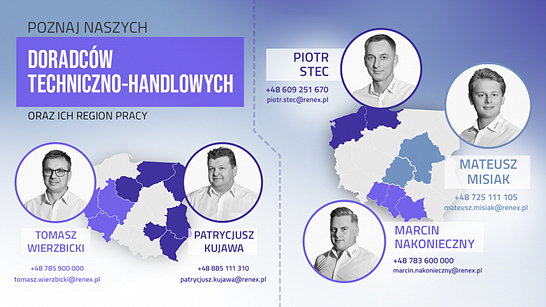 POZNAJ NASZYCH
DORADCÓW
TECHNICZNO-HANDLOWYCH
ORAZ ICH REGION PRACY
TOMASZ
WIERZBICKI
+48 785 900 000
tomasz.wierzbicki@renex.pl
PATRYCJUSZ
KUJAWA
+48 885 111 310
patrycjusz.kujawa@renex.pl
PIOTR
STEC
+48 609 251 670
piotr.stec@renex.pl
MATEUSZ
MISIAK
+48 725 111 105
mateusz.misiak@renex.pl
MARCIN
NAKONIECZNY
+48 783 600 000
marcin.nakonieczny@renex.pl